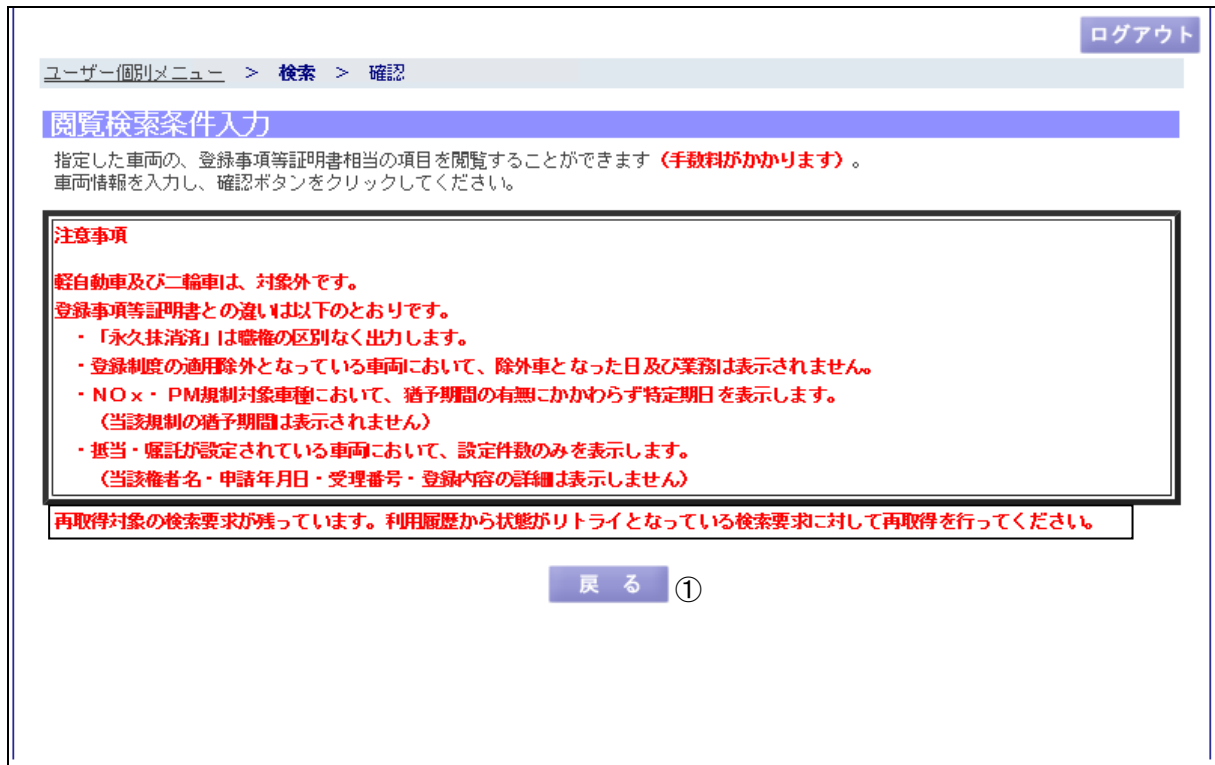 ログアウト
ユーザー個別メニュー > 検索 > 確認
閲覧検索条件入力
指定した車両の、登録事項等証明書相当の項目を閲覧することができます（手数料がかかります）。
車両情報を入力し、確認ボタンをクリックしてください。
注意事項
軽自動車及び二輪車は、対象外です。
登録事項等証明書との違いは以下のとおりです。
・「永久抹消済」は職権の区別なく出力します。
・登録制度の適用除外となっている車両において、除外車となった日及び業務は表示されません。
・ＮＯｘ・ PM規制対象車種において、猶予期間の有無にかかわらず特定期日を表示します。
（当該規制の猶予期間は表示されません）
・抵当・嘱託が設定されている車両において、設定件数のみを表示します。
（当該権者名・申請年月日・受理番号・登録内容の詳細は表示しません）
再取得対象の検索要求が残っています。利用履歴から状態がリトライとなっている検索要求に対して再取得を行ってください。
戻 る ①